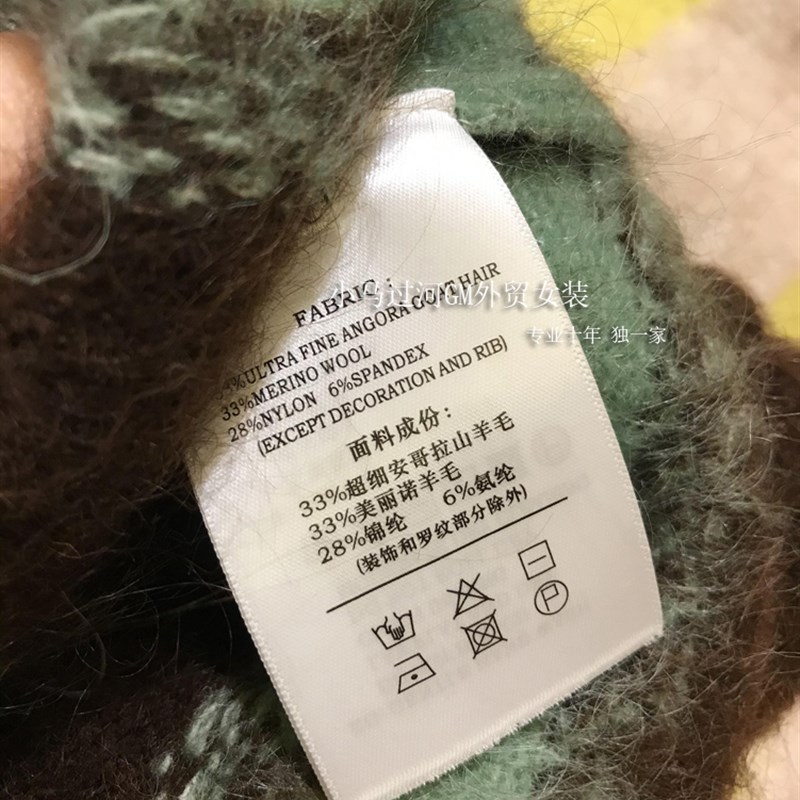 FABRIC:
ULTRA FINE ANGORA GOAT HAIR
33%MERINO WOOL
28%NYLON 6%SPANDEX
(EXCEPT DECORATION AND RIB)
面料成份:
33%超细安哥拉山羊毛
33%美丽诺羊毛
28%锦纶 6%氨纶
(装饰和罗纹部分除外)
P
小马过河GM外贸女装
专业十年 独一家